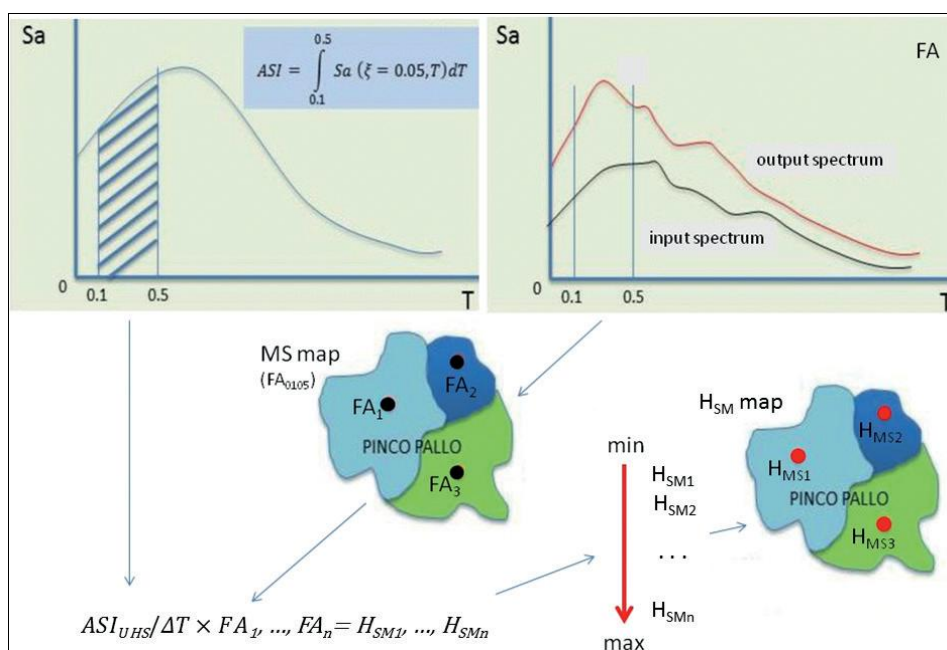 Sa
0.5
ASI = ∫ Sa (ξ = 0.05, T)dT
0.1
0
0.1
0.5
T
Sa
FA
output spectrum
input spectrum
0
0.1
0.5
T
MS map
(FA0105)
FA1
FA2
PINCO PALLO
FA3
min
HSM1
HSM2
...
HSMn
max
HSM map
HMS1
HMS2
PINCO PALLO
HMS3
ASIUHS/ΔT × FA1, ..., FAn= HSM1, ..., HSMn